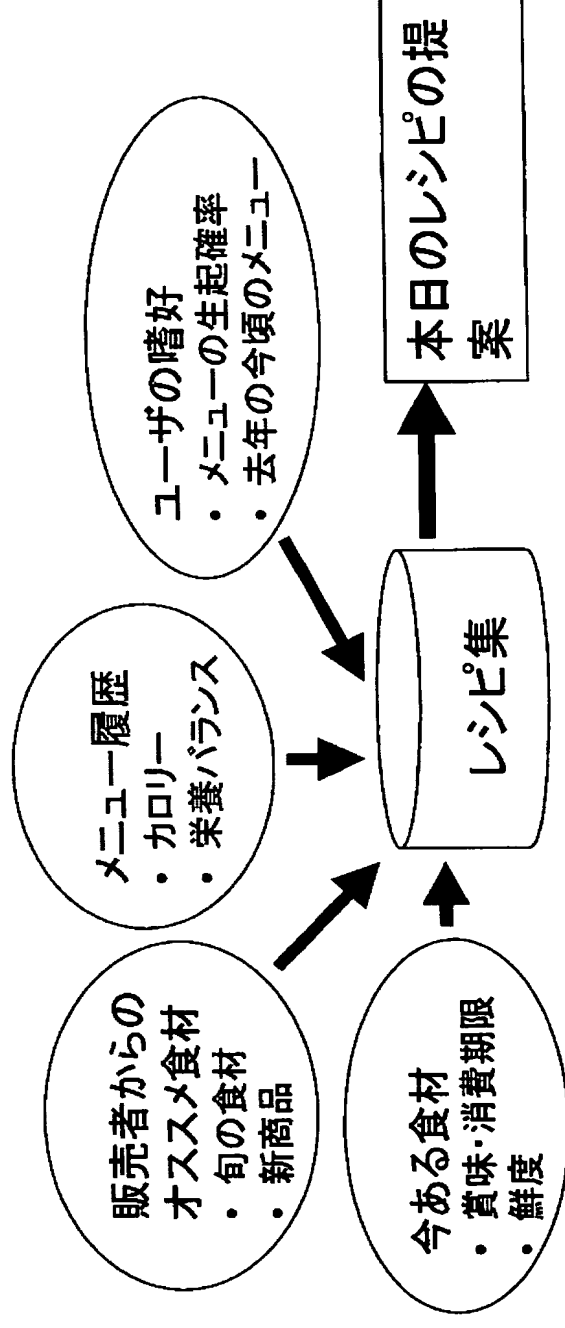 販売者からの
オススメ食材
・ 旬の食材
・ 新商品
メニュー履歴
・ カロリー
・ 栄養バランス
ユーザの嗜好
・ メニューの生起確率
・ 去年の今頃のメニュー
今ある食材
・ 賞味・消費期限
・ 鮮度
レシピ集
本日のレシピの提
案